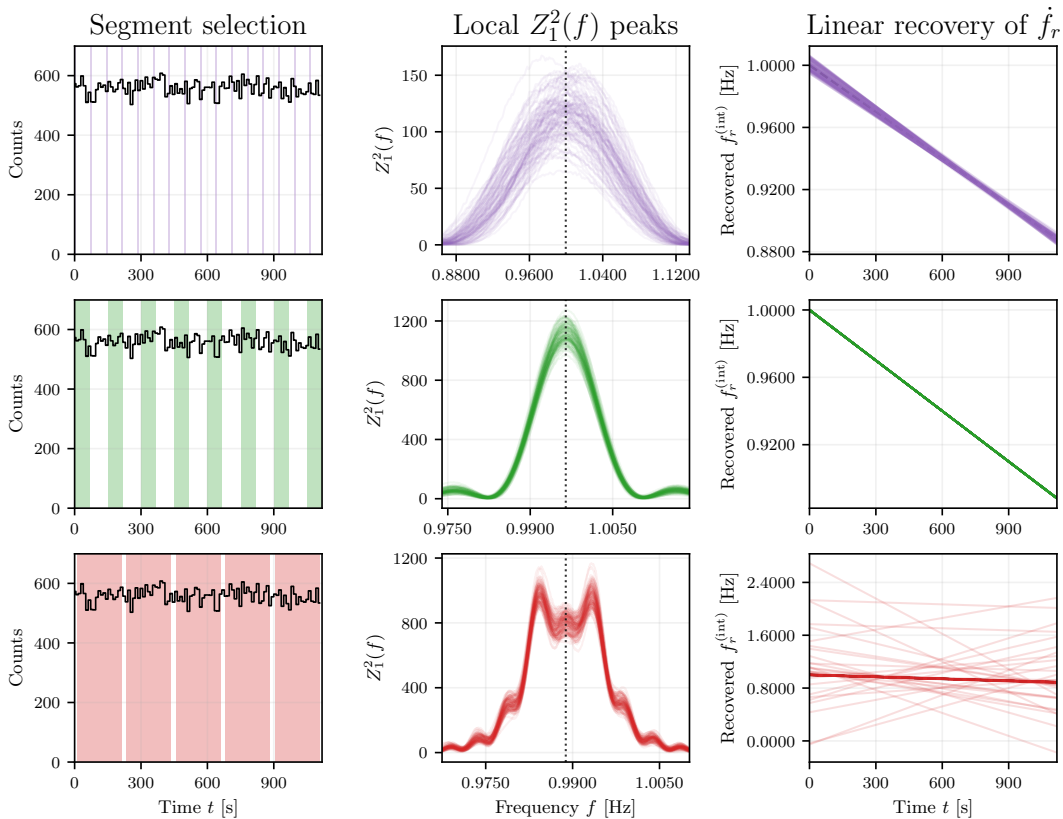 Segment selection
Local $Z_1^2(f)$ peaks
Linear recovery of $\dot{f}_r$
Counts
600
400
200
0
0 300 600 900
$Z_1^2(f)$
150
100
50
0
0.8800 0.9600 1.0400 1.1200
Recovered $f_r^{(\mathrm{int})}$ [Hz]
1.0000
0.9600
0.9200
0.8800
0 300 600 900
Counts
600
400
200
0
0 300 600 900
$Z_1^2(f)$
1200
800
400
0
0.9750 0.9900 1.0050
Recovered $f_r^{(\mathrm{int})}$ [Hz]
1.0000
0.9600
0.9200
0 300 600 900
Counts
600
400
200
0
0 300 600 900
Time $t$ [s]
$Z_1^2(f)$
1200
800
400
0
0.9750 0.9900 1.0050
Frequency $f$ [Hz]
Recovered $f_r^{(\mathrm{int})}$ [Hz]
2.4000
1.6000
0.8000
0.0000
0 300 600 900
Time $t$ [s]